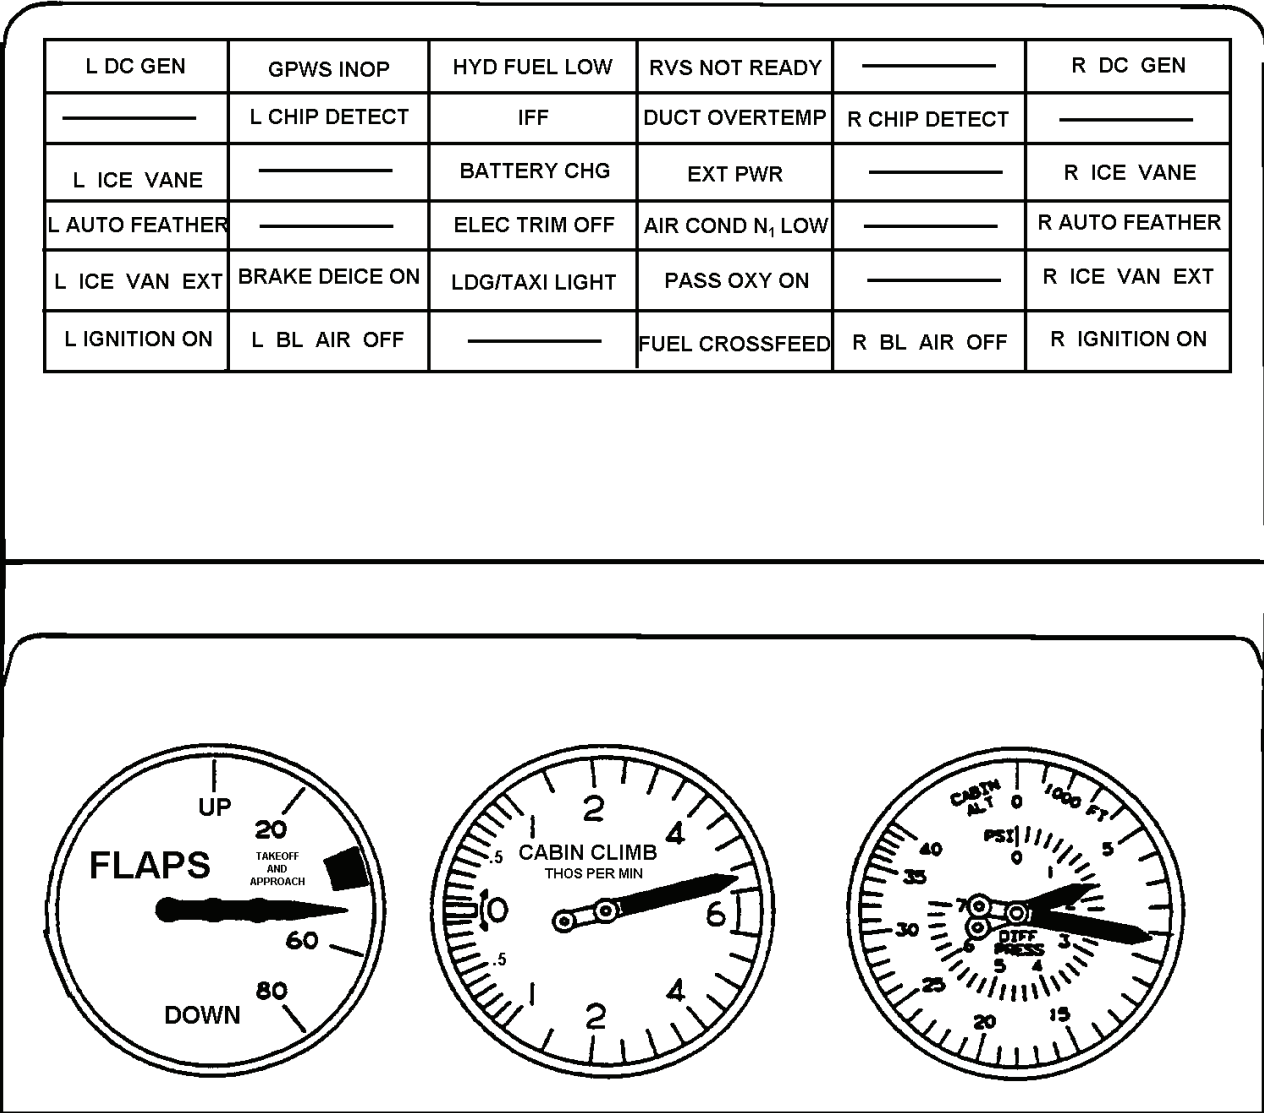 L DC GEN GPWS INOP HYD FUEL LOW RVS NOT READY R DC GEN
L CHIP DETECT IFF DUCT OVERTEMP R CHIP DETECT
L ICE VANE BATTERY CHG EXT PWR R ICE VANE
L AUTO FEATHER ELEC TRIM OFF AIR COND N1 LOW R AUTO FEATHER
L ICE VAN EXT BRAKE DEICE ON LDG/TAXI LIGHT PASS OXY ON R ICE VAN EXT
L IGNITION ON L BL AIR OFF FUEL CROSSFEED R BL AIR OFF R IGNITION ON
UP
20
FLAPS
TAKEOFF
AND
APPROACH
60
80
DOWN
2
1
4
.5
CABIN CLIMB
THOS PER MIN
0
6
.5
1
4
2
CABIN
ALT
0
1000 FT
PSI
0
5
40
1
35
7
2
30
DIFF
PRESS
3
6
5
4
25
20
15